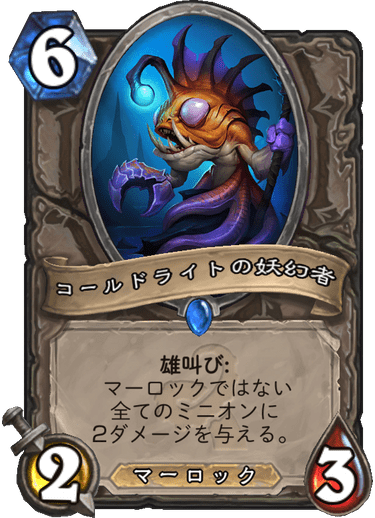 6
コールドライトの妖幻者
雄叫び:
マーロックではない
全てのミニオンに
2ダメージを与える。
2
マーロック
3